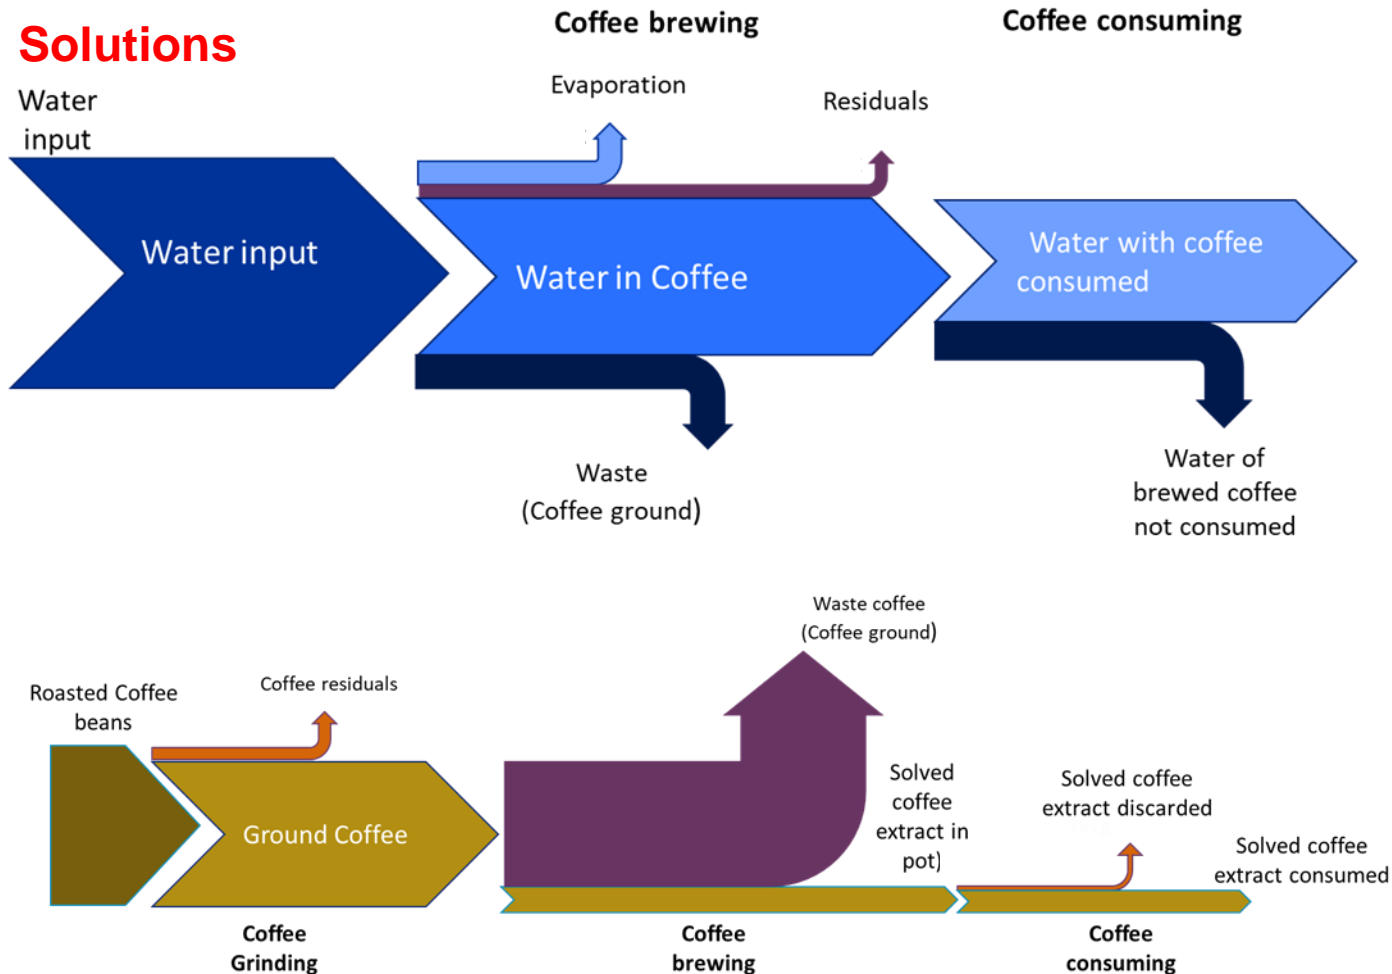 Solutions
Coffee brewing
Coffee consuming
Water
input
Evaporation
Residuals
Water input
Water in Coffee
Water with coffee
consumed
Waste
(Coffee ground)
Water of
brewed coffee
not consumed
Waste coffee
(Coffee ground)
Roasted Coffee
beans
Coffee residuals
Ground Coffee
Solved
coffee
extract in
pot)
Solved coffee
extract discarded
Solved coffee
extract consumed
Coffee
Grinding
Coffee
brewing
Coffee
consuming